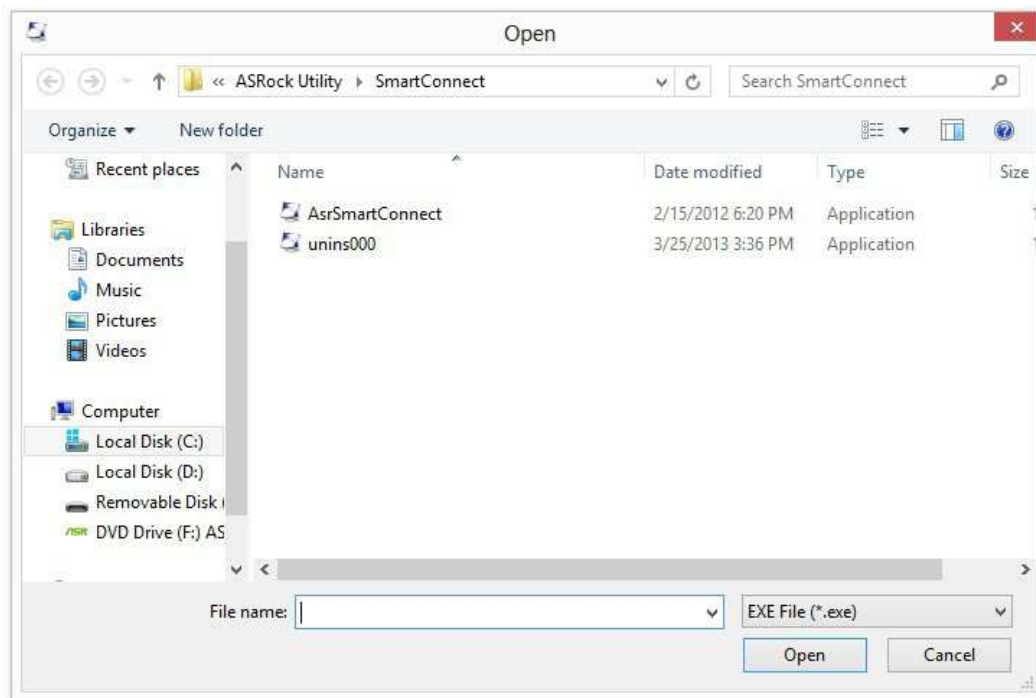 Open
« ASRock Utility SmartConnect
Search SmartConnect
Organize
New folder
Recent places
Libraries
Documents
Music
Pictures
Videos
Computer
Local Disk (C:)
Local Disk (D:)
Removable Disk (
ASR DVD Drive (F:) AS
Name Date modified Type Size
AsrSmartConnect 2/15/2012 6:20 PM Application
unins000 3/25/2013 3:36 PM Application
File name:
EXE File (*.exe)
Open
Cancel